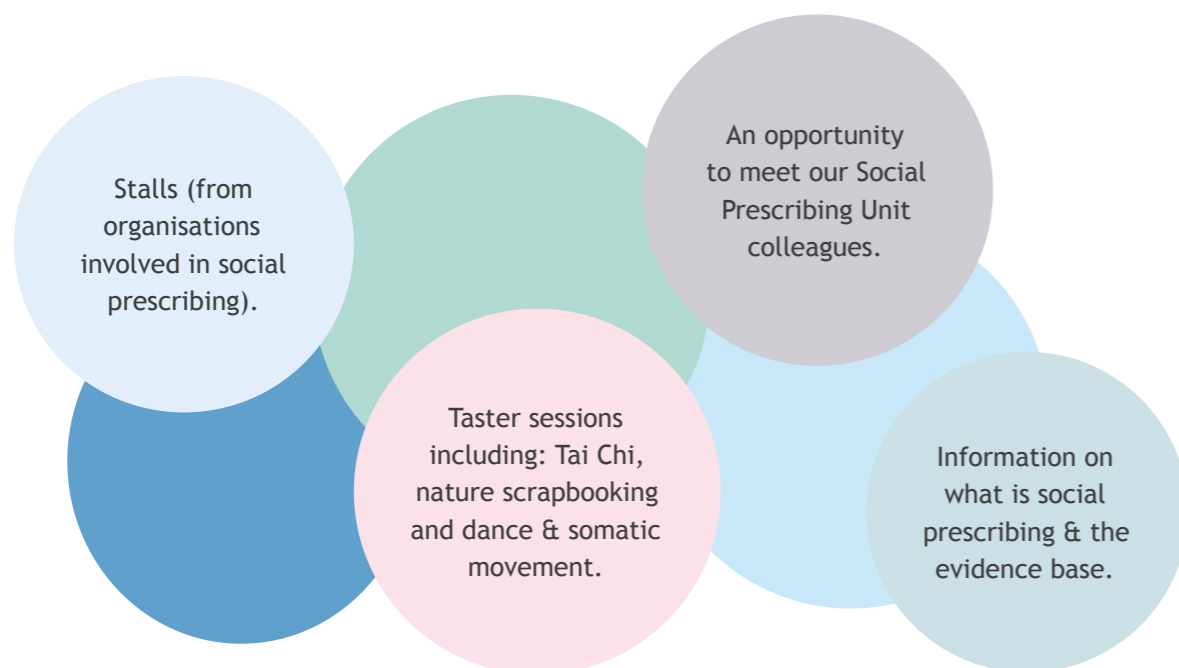 Stalls (from
organisations
involved in social
prescribing).
An opportunity
to meet our Social
Prescribing Unit
colleagues.
Taster sessions
including: Tai Chi,
nature scrapbooking
and dance & somatic
movement.
Information on
what is social
prescribing & the
evidence base.